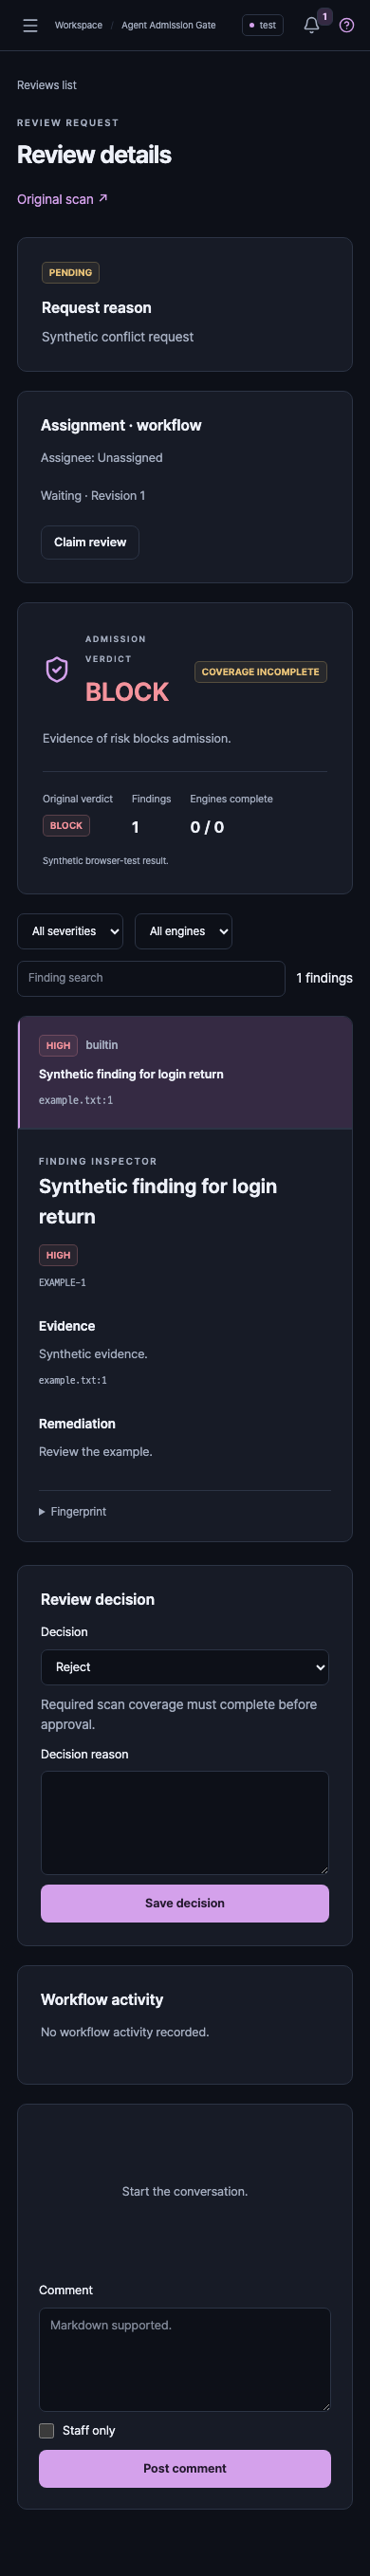 Workspace / Agent Admission Gate
test
1
Reviews list
REVIEW REQUEST
Review details
Original scan ↗
PENDING
Request reason
Synthetic conflict request
Assignment · workflow
Assignee: Unassigned
Waiting · Revision 1
Claim review
ADMISSION
VERDICT
BLOCK
COVERAGE INCOMPLETE
Evidence of risk blocks admission.
Original verdict
BLOCK
Findings
1
Engines complete
0 / 0
Synthetic browser-test result.
All severities
All engines
Finding search
1 findings
HIGH builtin
Synthetic finding for login return
example.txt:1
FINDING INSPECTOR
Synthetic finding for login
return
HIGH
EXAMPLE-1
Evidence
Synthetic evidence.
example.txt:1
Remediation
Review the example.
Fingerprint
Review decision
Decision
Reject
Required scan coverage must complete before
approval.
Decision reason
Save decision
Workflow activity
No workflow activity recorded.
Start the conversation.
Comment
Markdown supported.
Staff only
Post comment